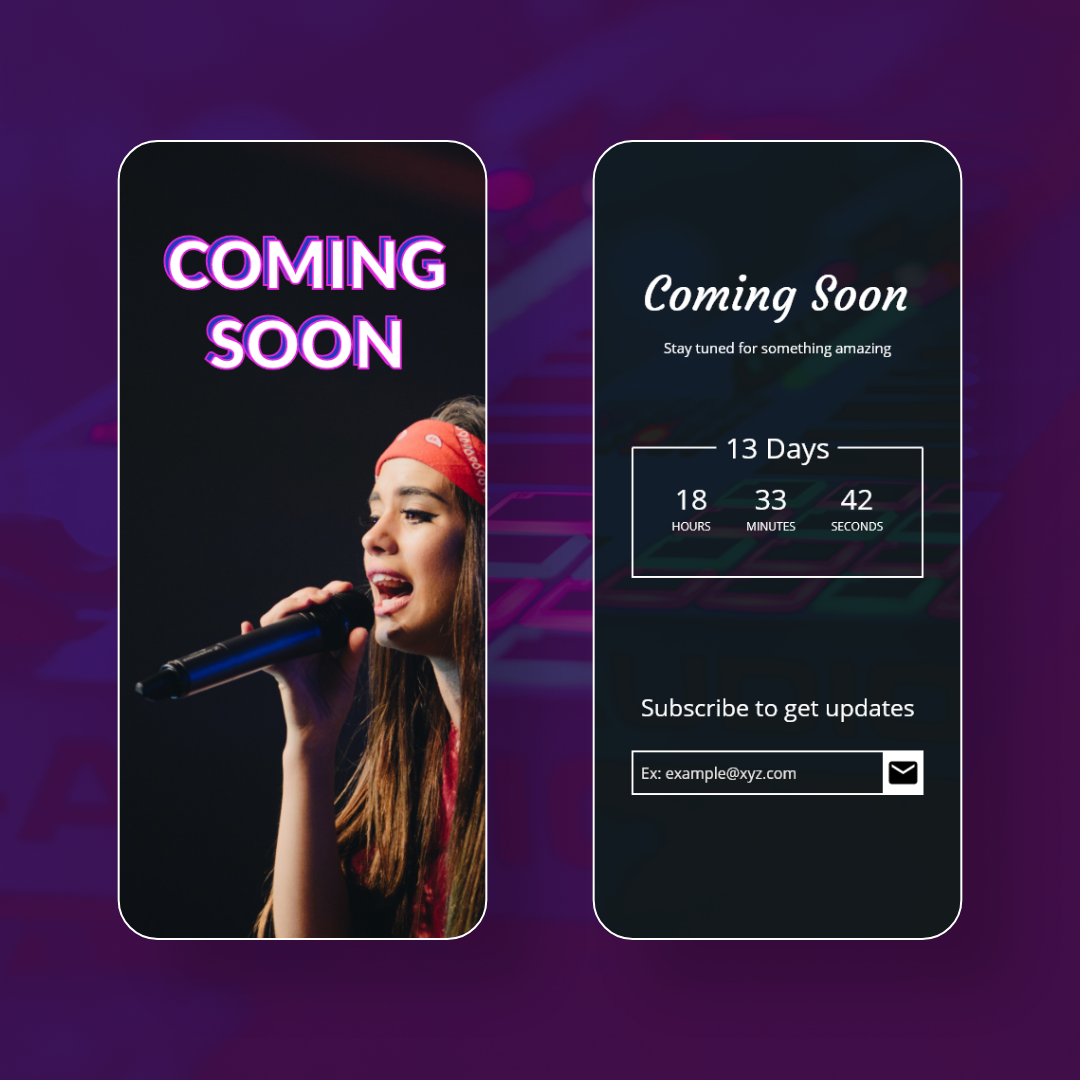 COMING
SOON
Coming Soon
Stay tuned for something amazing
13 Days
18 33 42
HOURS MINUTES SECONDS
Subscribe to get updates
Ex: example@xyz.com